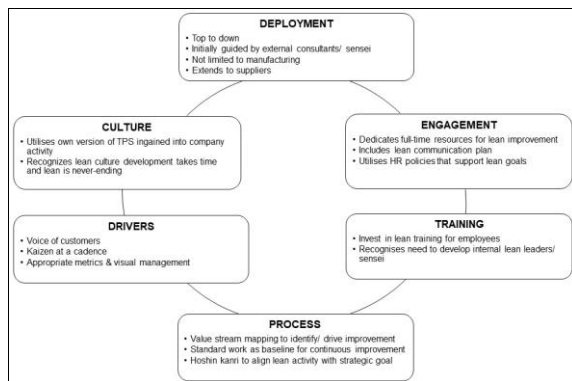 DEPLOYMENT
• Top to down
• Initially guided by external consultants/ sensei
• Not limited to manufacturing
• Extends to suppliers
CULTURE
• Utilises own version of TPS ingained into company
activity
• Recognizes lean culture development takes time
and lean is never-ending
ENGAGEMENT
• Dedicates full-time resources for lean improvement
• Includes lean communication plan
• Utilises HR policies that support lean goals
DRIVERS
• Voice of customers
• Kaizen at a cadence
• Appropriate metrics & visual management
TRAINING
• Invest in lean training for employees
• Recognises need to develop internal lean leaders/
sensei
PROCESS
• Value stream mapping to identify/ drive improvement
• Standard work as baseline for continuous improvement
• Hoshin kanri to align lean activity with strategic goal